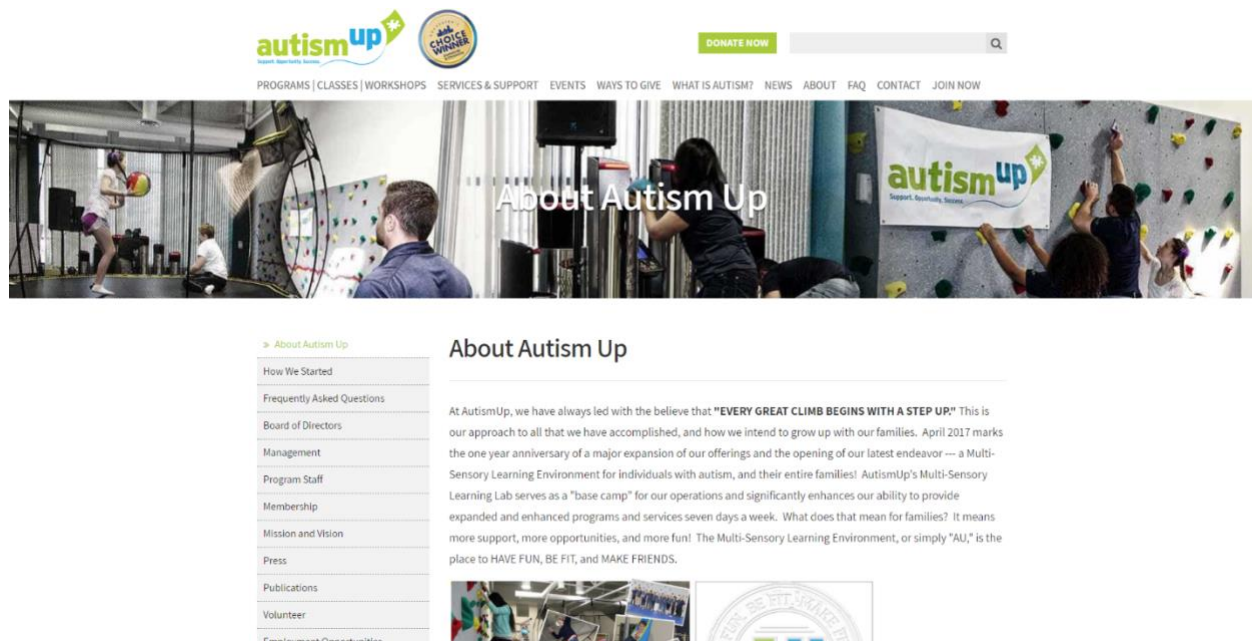 autismup
Support. Opportunity. Success.
CHOICE
WINNER
DONATE NOW
PROGRAMS | CLASSES | WORKSHOPS SERVICES & SUPPORT EVENTS WAYS TO GIVE WHAT IS AUTISM? NEWS ABOUT FAQ CONTACT JOIN NOW
About Autism Up
autismup
Support. Opportunity. Success.
» About Autism Up
How We Started
Frequently Asked Questions
Board of Directors
Management
Program Staff
Membership
Mission and Vision
Press
Publications
Volunteer
Employment Opportunities
About Autism Up
At AutismUp, we have always led with the believe that "EVERY GREAT CLIMB BEGINS WITH A STEP UP." This is
our approach to all that we have accomplished, and how we intend to grow up with our families. April 2017 marks
the one year anniversary of a major expansion of our offerings and the opening of our latest endeavor --- a Multi-
Sensory Learning Environment for individuals with autism, and their entire families! AutismUp's Multi-Sensory
Learning Lab serves as a "base camp" for our operations and significantly enhances our ability to provide
expanded and enhanced programs and services seven days a week. What does that mean for families? It means
more support, more opportunities, and more fun! The Multi-Sensory Learning Environment, or simply "AU," is the
place to HAVE FUN, BE FIT, and MAKE FRIENDS.
FUN, BE FIT, MAKE